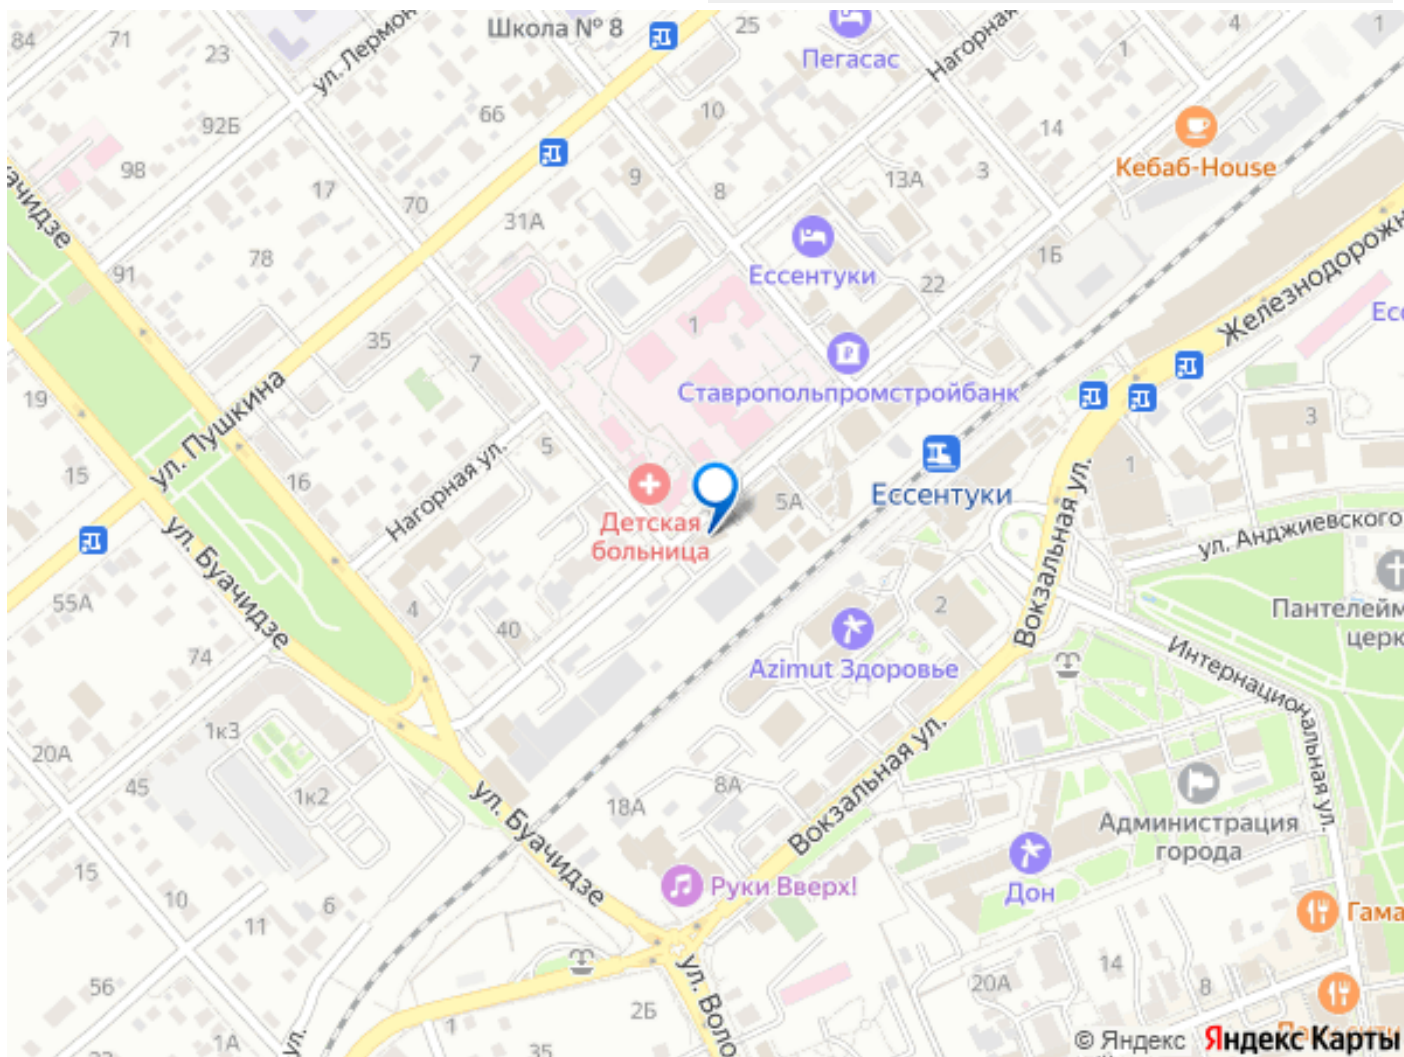 84
71
23
ул. Лермон
Школа № 8
25
Пегасас
Нагорная
4
1
1
92Б
66
10
14
Кебаб-House
98
17
70
9
8
13А
3
ачидзе
31А
91
78
Ессентуки
1Б
22
Железнодорожн
35
7
1
Ставропольпромстройбанк
Есс
19
ул. Пушкина
15
16
Нагорная ул.
5
Детская
больница
5А
Ессентуки
1
3
ул. Анджиевского
55А
ул. Буачидзе
4
40
74
2
Azimut Здоровье
Вокзальная ул.
Пантелейм
церк
Интернациональная ул.
1к3
20А
45
1к2
18А
8А
Вокзальная ул.
ул. Буачидзе
Администрация
города
Руки Вверх!
Дон
15
10
11
6
Гама
56
1А
ул.
1
35
2Б
ул. Воло
20А
14
8
© Яндекс Яндекс Карты